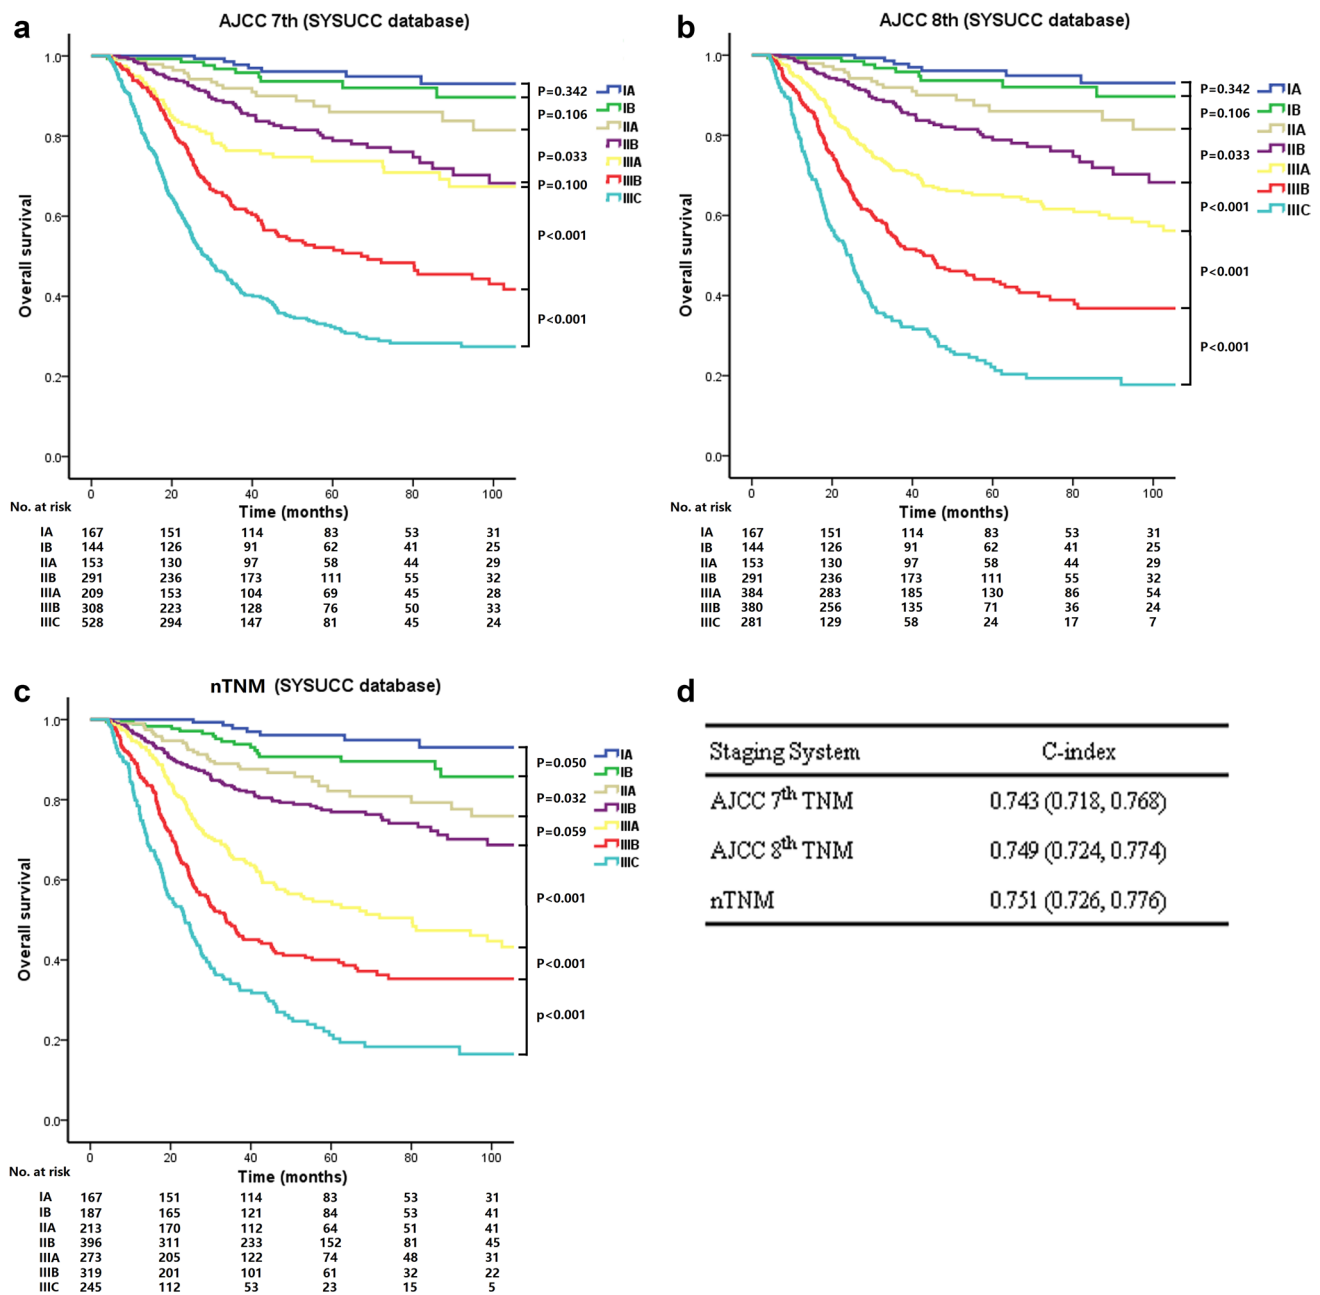 a
AJCC 7th (SYSUCC database)
Overall survival
1.0
0.8
0.6
0.4
0.2
0.0
P=0.342
P=0.106
P=0.033
P=0.100
P<0.001
P<0.001
IA
IB
IIA
IIB
IIIA
IIIB
IIIC
0 20 40 60 80 100
No. at risk
Time (months)
IA 167 151 114 83 53 31
IB 144 126 91 62 41 25
IIA 153 130 97 58 44 29
IIB 291 236 173 111 55 32
IIIA 209 153 104 69 45 28
IIIB 308 223 128 76 50 33
IIIC 528 294 147 81 45 24
b
AJCC 8th (SYSUCC database)
Overall survival
1.0
0.8
0.6
0.4
0.2
0.0
P=0.342
P=0.106
P=0.033
P<0.001
P<0.001
P<0.001
IA
IB
IIA
IIB
IIIA
IIIB
IIIC
0 20 40 60 80 100
No. at risk
Time (months)
IA 167 151 114 83 53 31
IB 144 126 91 62 41 25
IIA 153 130 97 58 44 29
IIB 291 236 173 111 55 32
IIIA 384 283 185 130 86 54
IIIB 380 256 135 71 36 24
IIIC 281 129 58 24 17 7
c
nTNM (SYSUCC database)
Overall survival
1.0
0.8
0.6
0.4
0.2
0.0
P=0.050
P=0.032
P=0.059
P<0.001
P<0.001
p<0.001
IA
IB
IIA
IIB
IIIA
IIIB
IIIC
0 20 40 60 80 100
No. at risk
Time (months)
IA 167 151 114 83 53 31
IB 187 165 121 84 53 41
IIA 213 170 112 64 51 41
IIB 396 311 233 152 81 45
IIIA 273 205 122 74 48 31
IIIB 319 201 101 61 32 22
IIIC 245 112 53 23 15 5
d
Staging System C-index
AJCC 7th TNM 0.743 (0.718, 0.768)
AJCC 8th TNM 0.749 (0.724, 0.774)
nTNM 0.751 (0.726, 0.776)